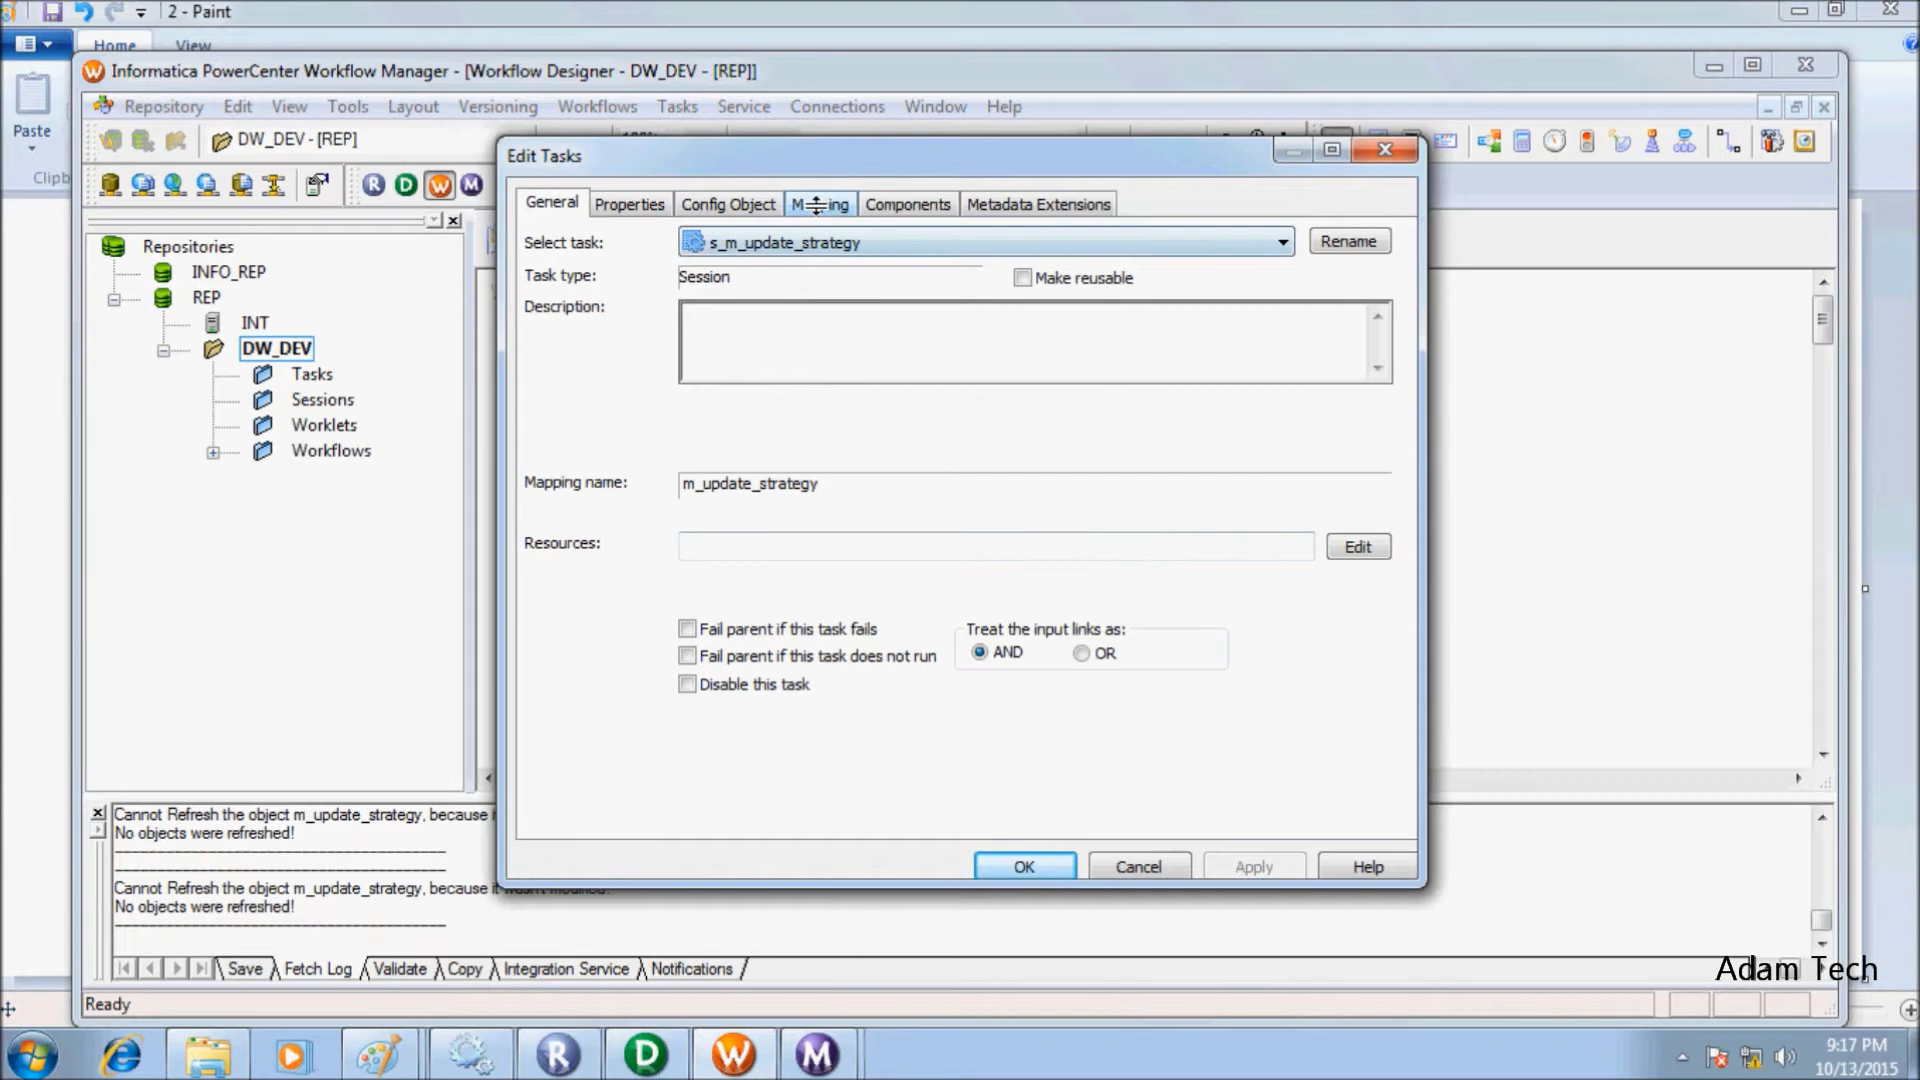 2 - Paint
Home
View
Informatica PowerCenter Workflow Manager - [Workflow Designer - DW_DEV - [REP]]
Repository Edit View Tools Layout Versioning Workflows Tasks Service Connections Window Help
Paste
DW_DEV - [REP]
Clipb
R D W M
Edit Tasks
General Properties Config Object M ing Components Metadata Extensions
Select task: s_m_update_strategy Rename
Task type: Session Make reusable
Description:
Mapping name: m_update_strategy
Resources: Edit
Fail parent if this task fails
Treat the input links as:
Fail parent if this task does not run
AND OR
Disable this task
OK Cancel Apply Help
Repositories
INFO_REP
REP
INT
DW_DEV
Tasks
Sessions
Worklets
Workflows
Cannot Refresh the object m_update_strategy, because i
No objects were refreshed!
Cannot Refresh the object m_update_strategy, because it wasn't modified.
No objects were refreshed!
Save Fetch Log Validate Copy Integration Service Notifications
Adam Tech
Ready
R D W M
9:17 PM
10/13/2015